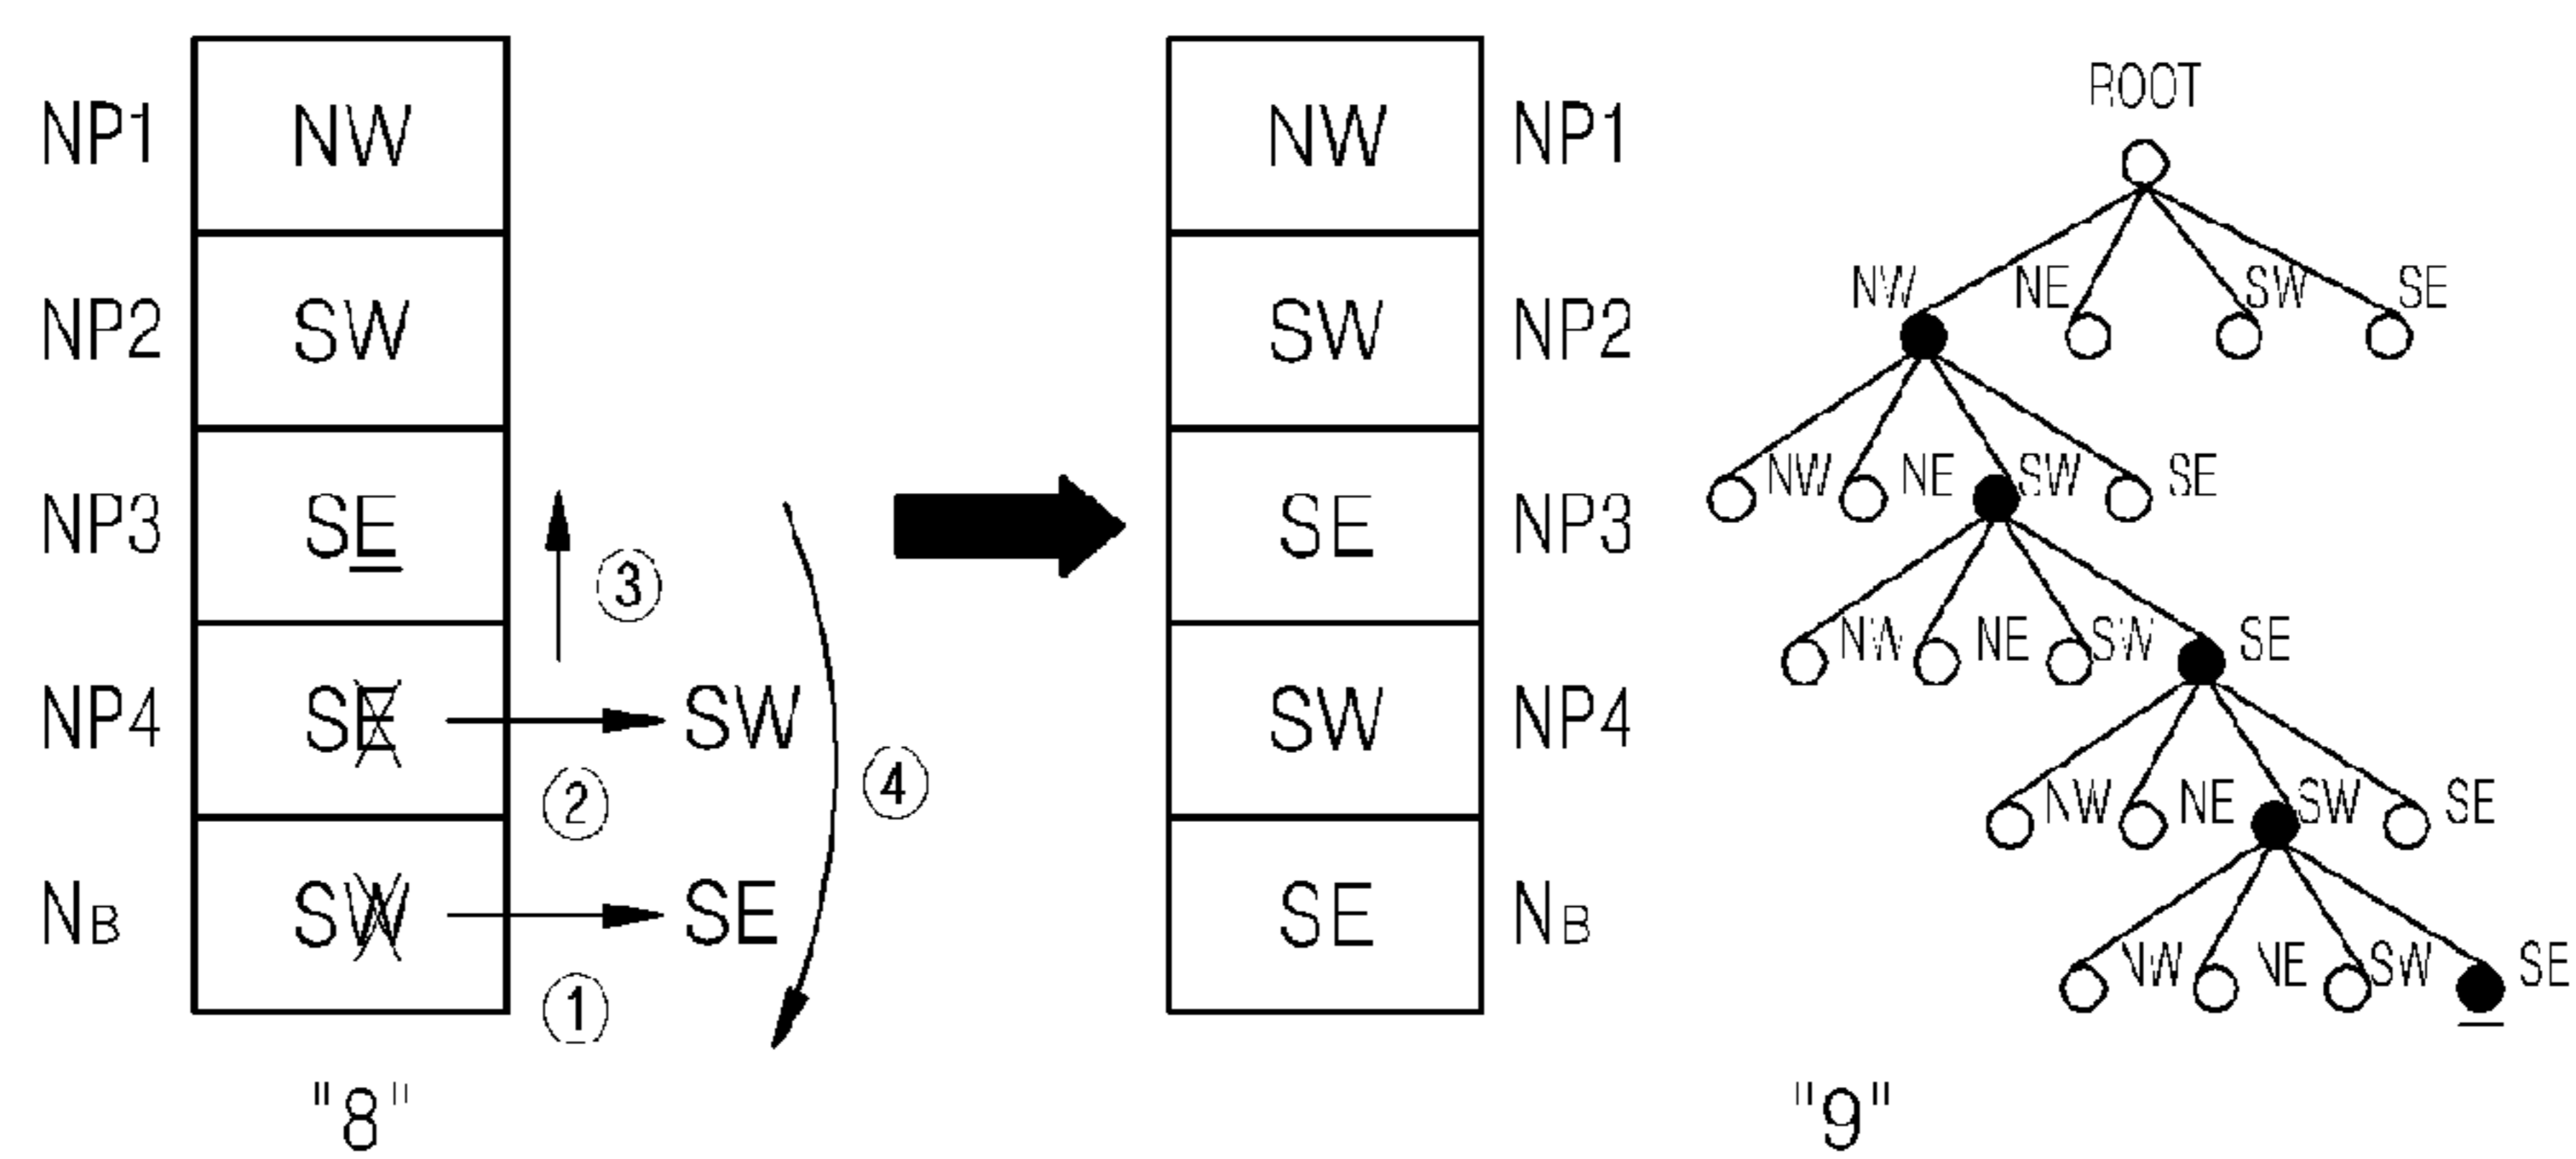 NP1 NW NW NP1
NP2 SW SW NP2
NP3 SE SE NP3
③
NP4 SE SW SW NP4
② ④
NB SW SE SE NB
①
"8" "9"
ROOT
NW NE SW SE
NW NE SW SE
NW NE SW SE
NW NE SW SE
NW NE SW SE